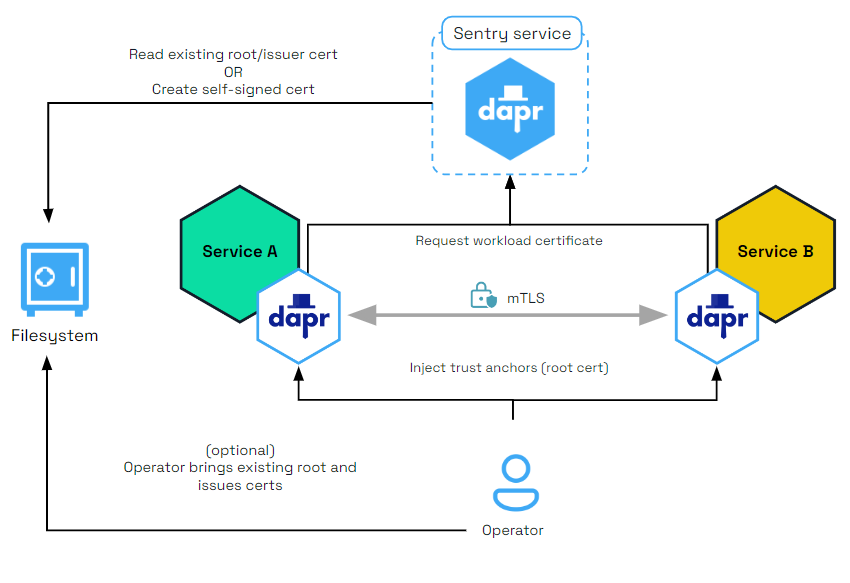 Sentry service
dapr
Read existing root/issuer cert
OR
Create self-signed cert
Service A
Service B
Request workload certificate
dapr
dapr
mTLS
Filesystem
Inject trust anchors (root cert)
(optional)
Operator brings existing root and
issues certs
Operator